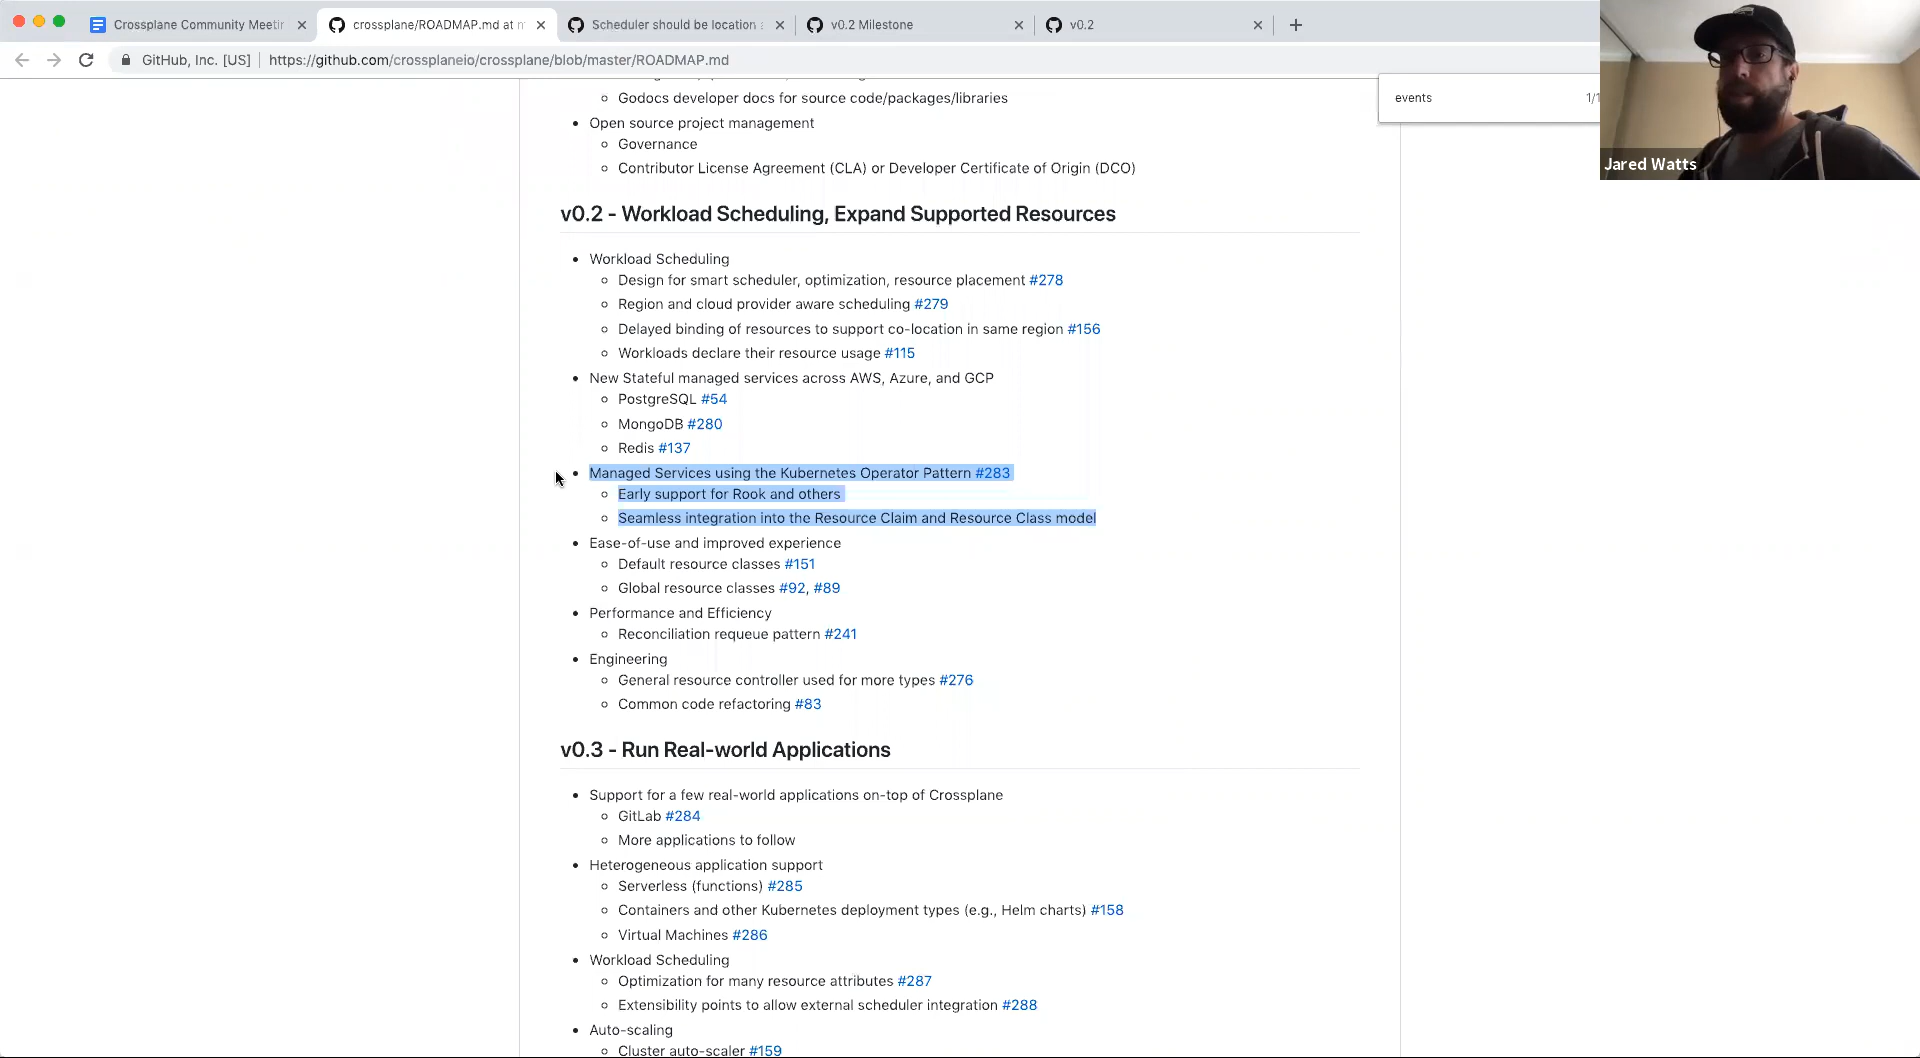 Crossplane Community Meetin
crossplane/ROADMAP.md at m
Scheduler should be location a
v0.2 Milestone
v0.2
GitHub, Inc. [US]
https://github.com/crossplaneio/crossplane/blob/master/ROADMAP.md
events
1/1
Jared Watts
Godocs developer docs for source code/packages/libraries
Open source project management
Governance
Contributor License Agreement (CLA) or Developer Certificate of Origin (DCO)
v0.2 - Workload Scheduling, Expand Supported Resources
Workload Scheduling
Design for smart scheduler, optimization, resource placement #278
Region and cloud provider aware scheduling #279
Delayed binding of resources to support co-location in same region #156
Workloads declare their resource usage #115
New Stateful managed services across AWS, Azure, and GCP
PostgreSQL #54
MongoDB #280
Redis #137
Managed Services using the Kubernetes Operator Pattern #283
Early support for Rook and others
Seamless integration into the Resource Claim and Resource Class model
Ease-of-use and improved experience
Default resource classes #151
Global resource classes #92, #89
Performance and Efficiency
Reconciliation requeue pattern #241
Engineering
General resource controller used for more types #276
Common code refactoring #83
v0.3 - Run Real-world Applications
Support for a few real-world applications on-top of Crossplane
GitLab #284
More applications to follow
Heterogeneous application support
Serverless (functions) #285
Containers and other Kubernetes deployment types (e.g., Helm charts) #158
Virtual Machines #286
Workload Scheduling
Optimization for many resource attributes #287
Extensibility points to allow external scheduler integration #288
Auto-scaling
Cluster auto-scaler #159